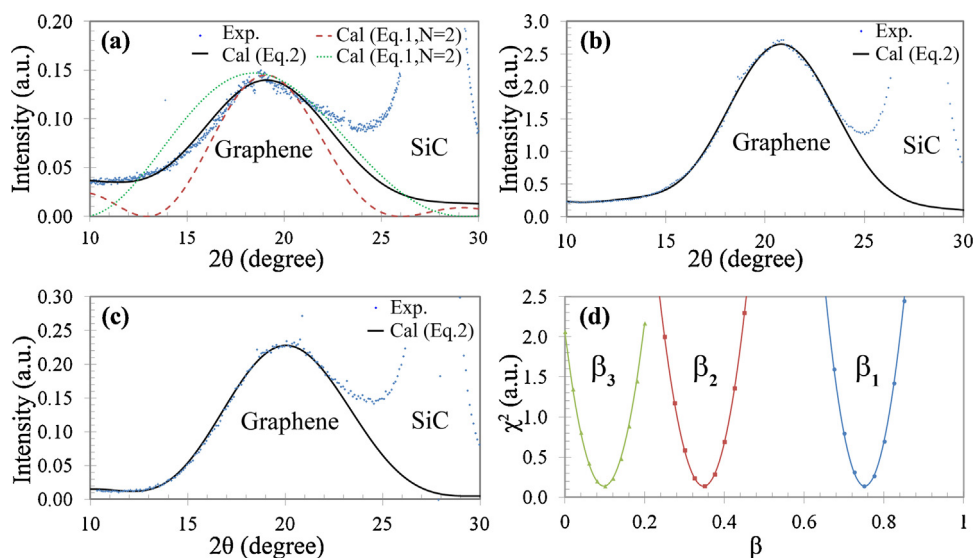 (a)
Exp.
Cal (Eq.2)
Cal (Eq.1,N=2)
Cal (Eq.1,N=2)
Intensity (a.u.)
0.20
0.15
0.10
0.05
0.00
Graphene
SiC
10 15 20 25 30
2θ (degree)
(b)
Exp.
Cal (Eq.2)
Intensity (a.u.)
3.0
2.5
2.0
1.5
1.0
0.5
0.0
Graphene
SiC
10 15 20 25 30
2θ (degree)
(c)
Exp.
Cal (Eq.2)
Intensity (a.u.)
0.30
0.25
0.20
0.15
0.10
0.05
0.00
Graphene
SiC
10 15 20 25 30
2θ (degree)
(d)
χ² (a.u.)
2.5
2.0
1.5
1.0
0.5
0.0
β₃ β₂ β₁
0 0.2 0.4 0.6 0.8 1
β